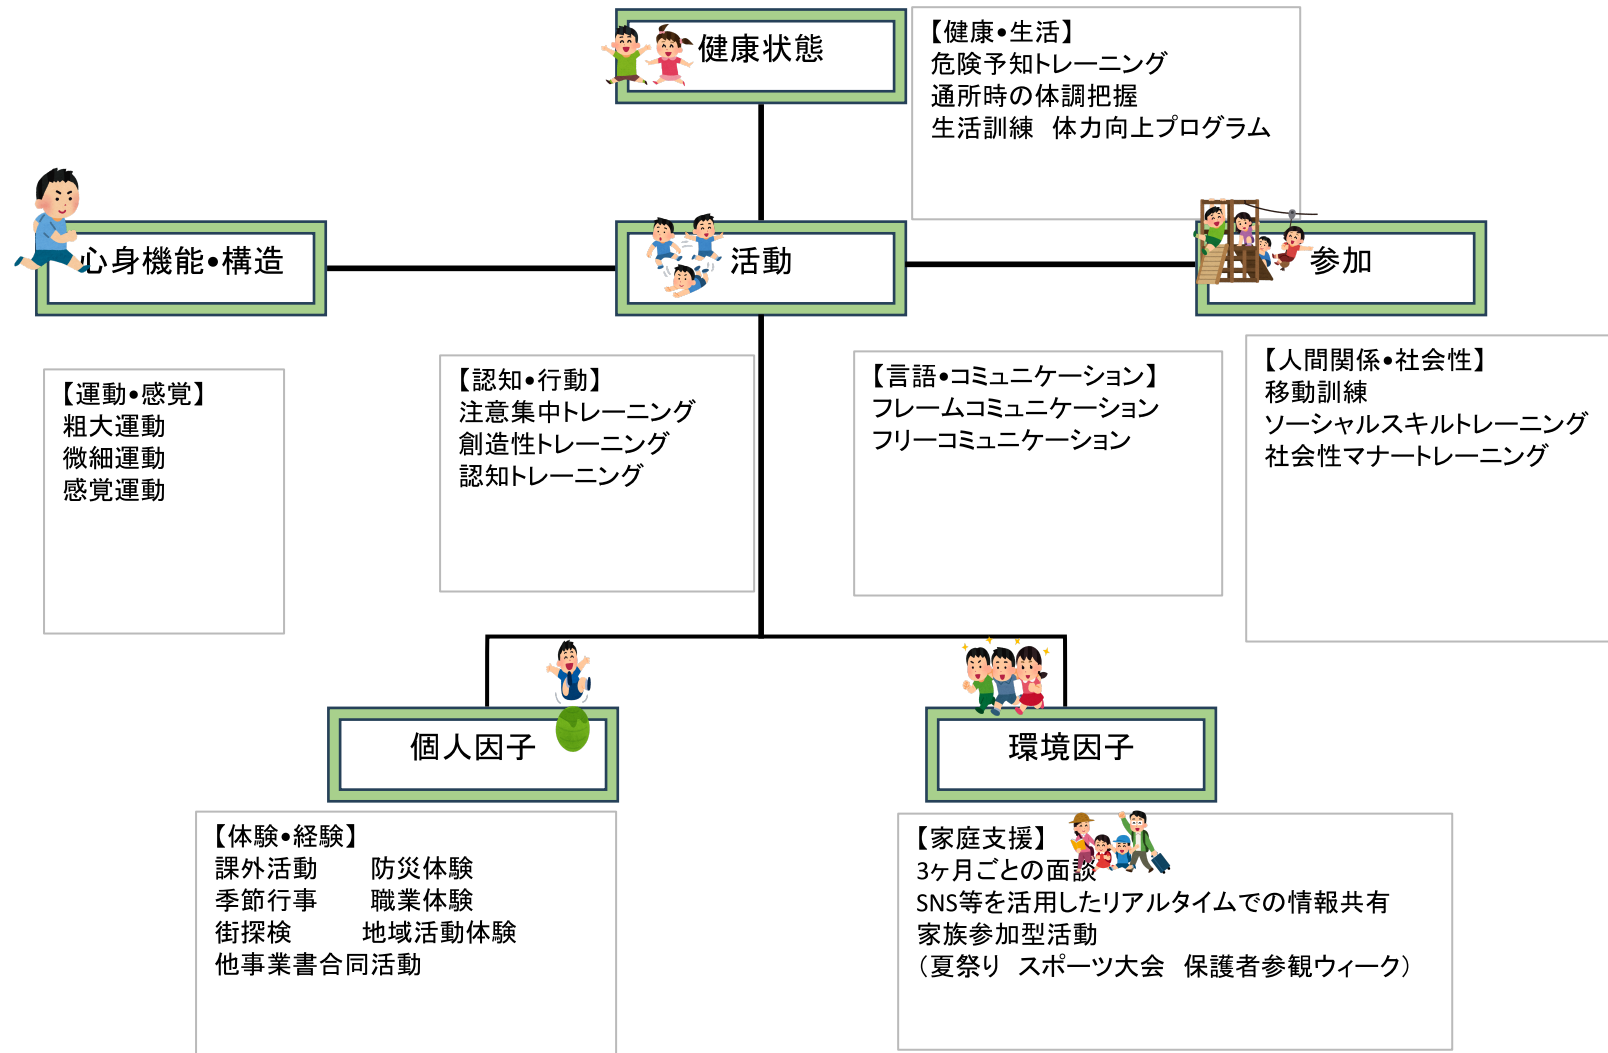 健康状態
【健康•生活】
危険予知トレーニング
通所時の体調把握
生活訓練　体力向上プログラム
心身機能•構造
活動
参加
【運動•感覚】
粗大運動
微細運動
感覚運動
【認知•行動】
注意集中トレーニング
創造性トレーニング
認知トレーニング
【言語•コミュニケーション】
フレームコミュニケーション
フリーコミュニケーション
【人間関係•社会性】
移動訓練
ソーシャルスキルトレーニング
社会性マナートレーニング
個人因子
環境因子
【体験•経験】
課外活動　　防災体験
季節行事　　職業体験
街探検　　　地域活動体験
他事業書合同活動
【家庭支援】
3ヶ月ごとの面談
SNS等を活用したリアルタイムでの情報共有
家族参加型活動
（夏祭り　スポーツ大会　保護者参観ウィーク）